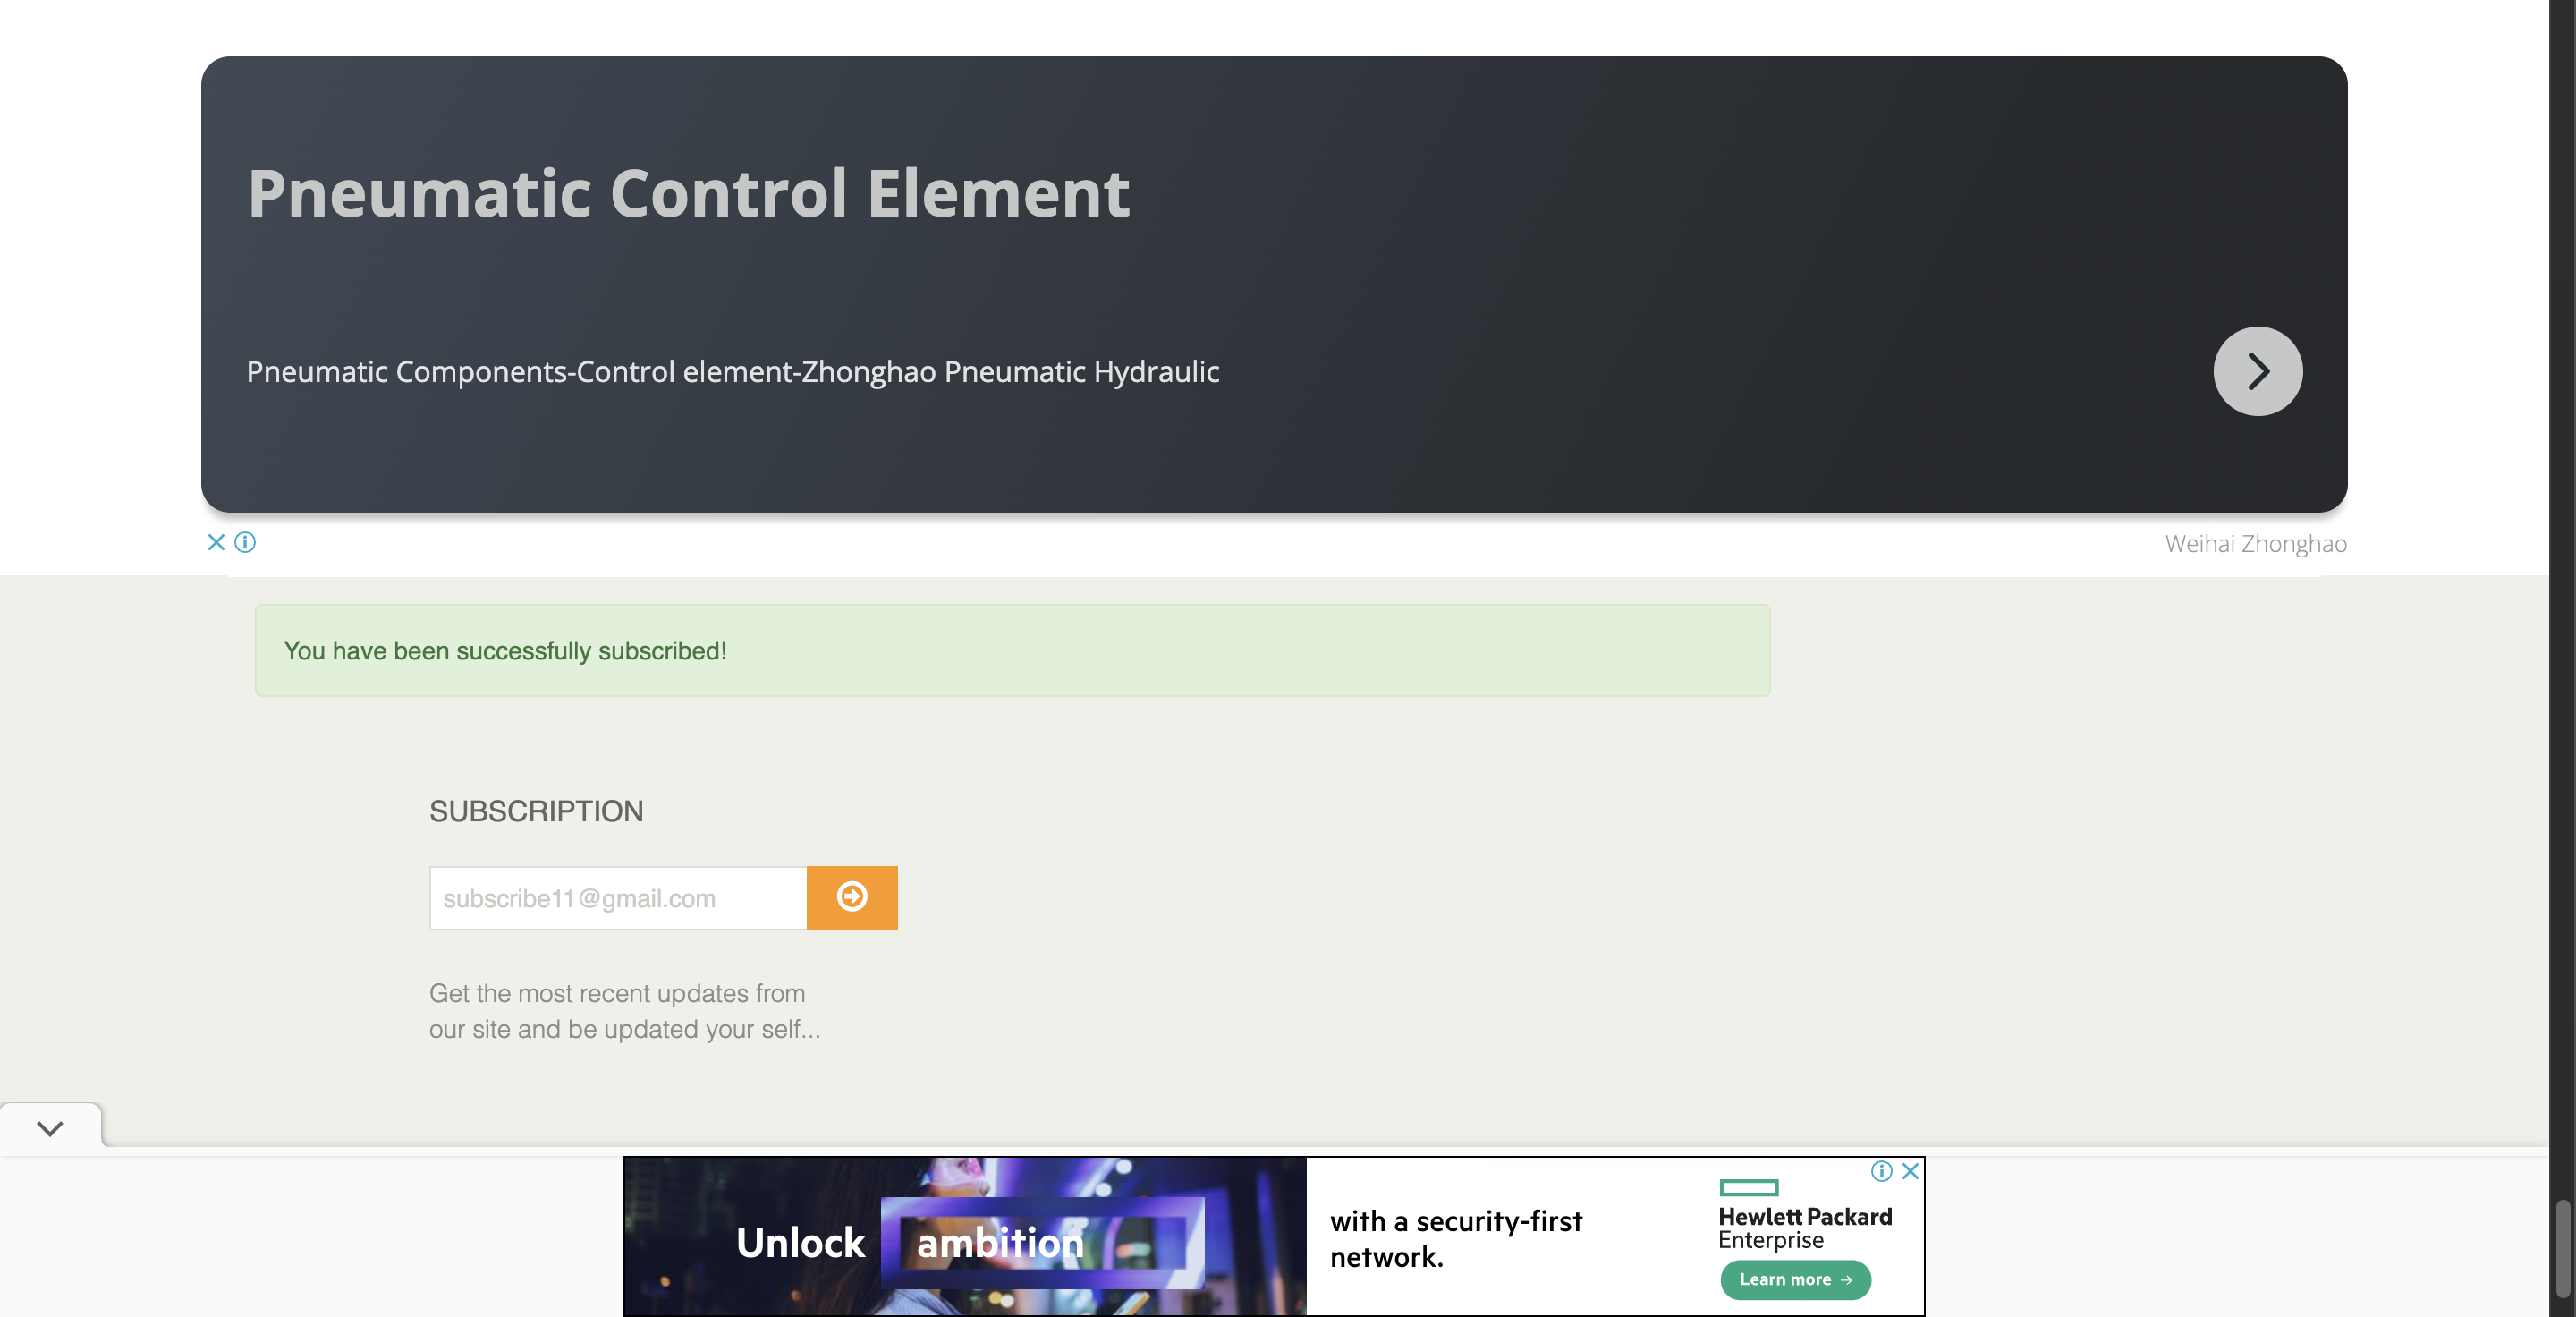 Pneumatic Control Element
Pneumatic Components-Control element-Zhonghao Pneumatic Hydraulic
Weihai Zhonghao
You have been successfully subscribed!
SUBSCRIPTION
subscribe11@gmail.com
Get the most recent updates from
our site and be updated your self...
Unlock ambition
with a security-first
network.
Hewlett Packard
Enterprise
Learn more →